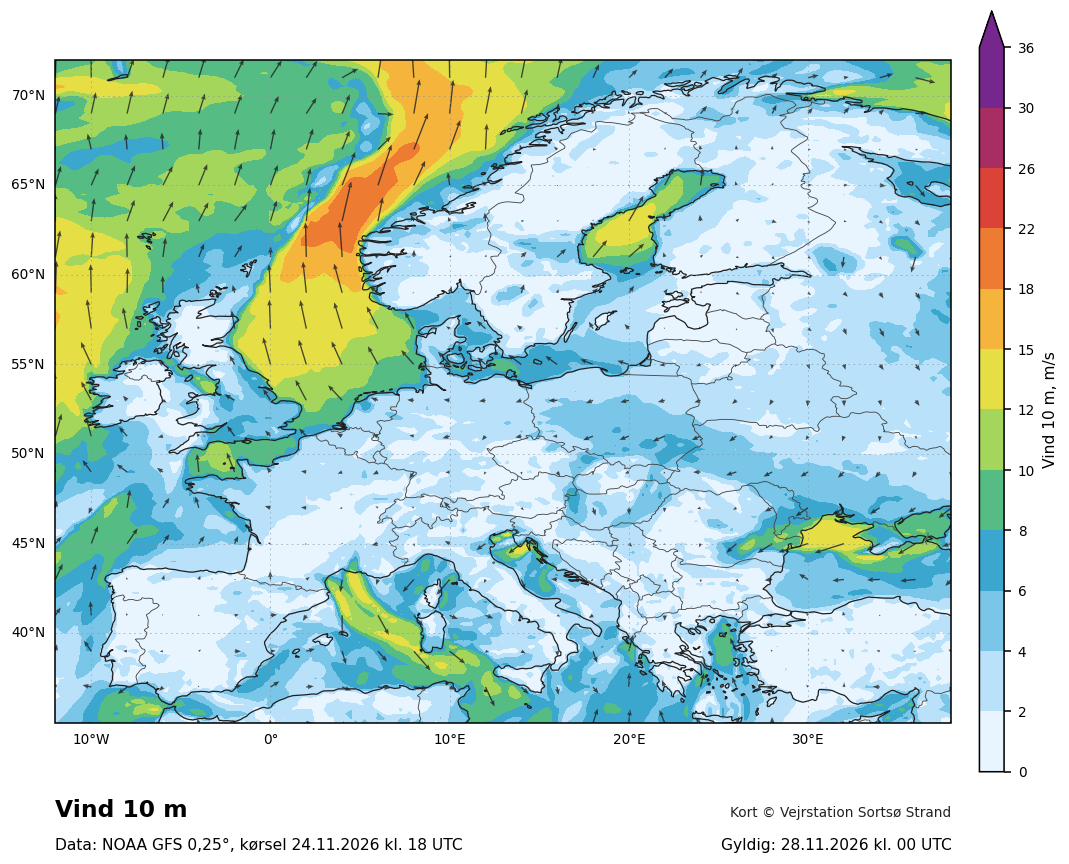 36
30
26
22
18
15
12
10
8
6
4
2
0
Vind 10 m, m/s
70°N
65°N
60°N
55°N
50°N
45°N
40°N
10°W
0°
10°E
20°E
30°E
Vind 10 m
Kort © Vejrstation Sortsø Strand
Data: NOAA GFS 0,25°, kørsel 24.11.2026 kl. 18 UTC
Gyldig: 28.11.2026 kl. 00 UTC